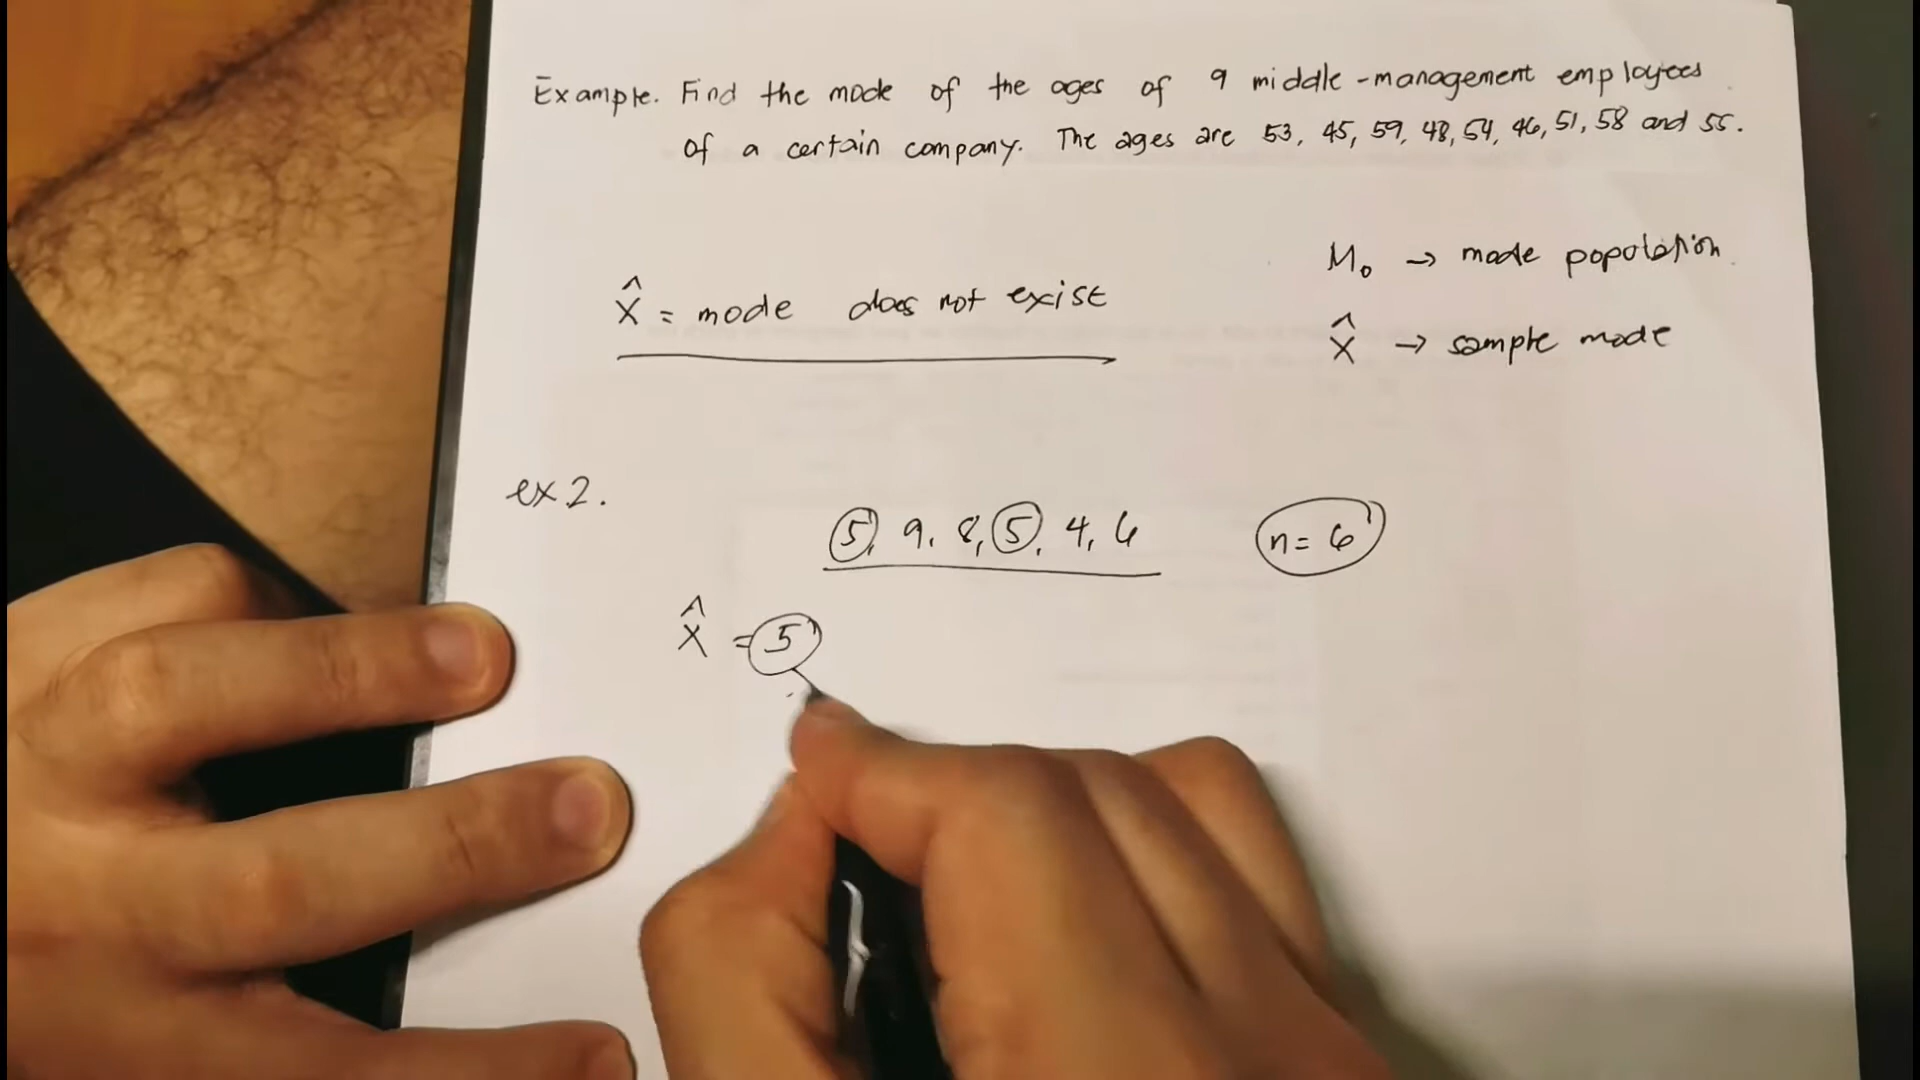 Example. Find the mode of the ages of 9 middle-management employees
of a certain company. The ages are 53, 45, 59, 48, 54, 46, 51, 58 and 55.
M₀ → mode population
X̂ = mode does not exist
X̂ → sample mode
ex 2.
5, 9, 8, 5, 4, 6 n = 6
X̂ = 5